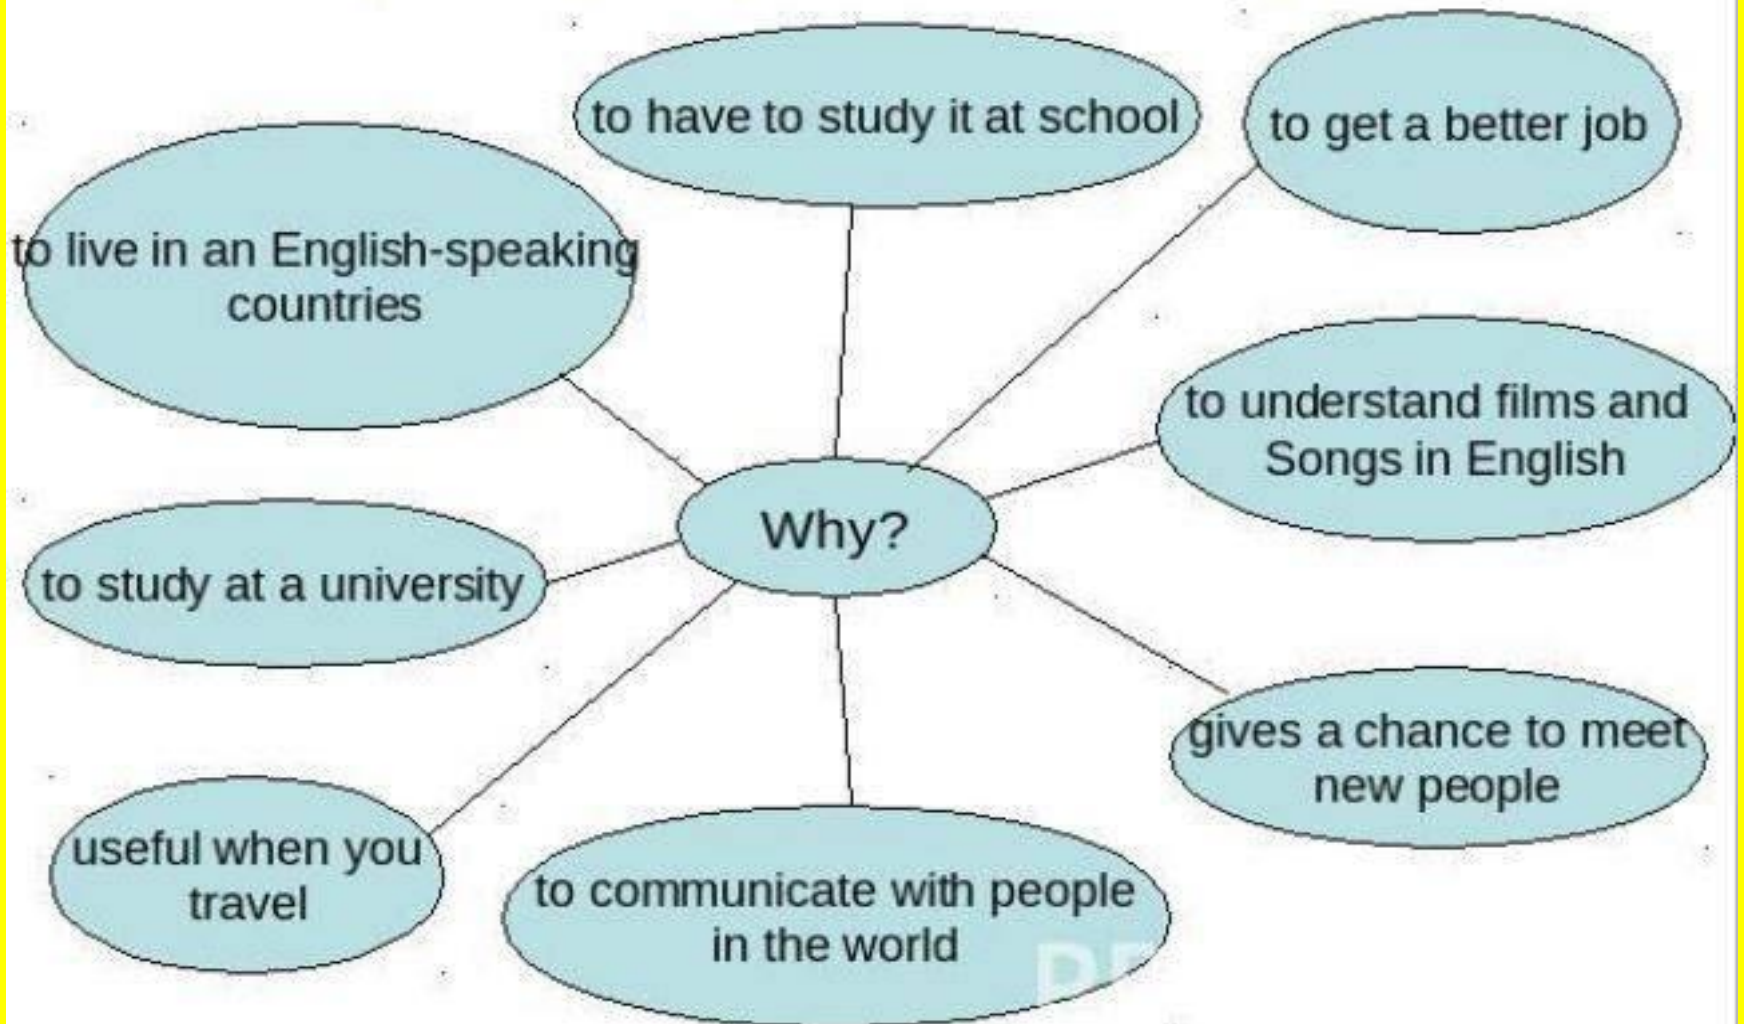 to have to study it at school
to get a better job
to live in an English-speaking
countries
to understand films and
Songs in English
Why?
to study at a university
gives a chance to meet
new people
useful when you
travel
to communicate with people
in the world